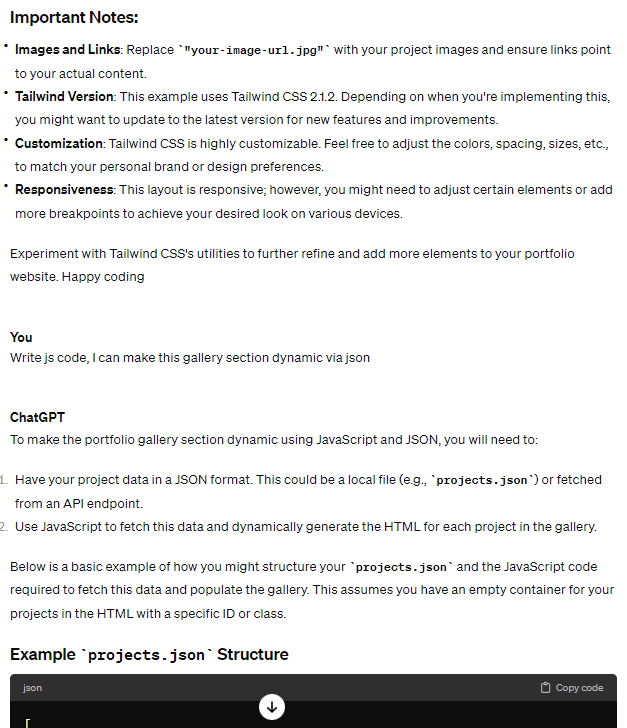 Important Notes:
• Images and Links: Replace `"your-image-url.jpg"` with your project images and ensure links point
to your actual content.
• Tailwind Version: This example uses Tailwind CSS 2.1.2. Depending on when you're implementing this,
you might want to update to the latest version for new features and improvements.
• Customization: Tailwind CSS is highly customizable. Feel free to adjust the colors, spacing, sizes, etc.,
to match your personal brand or design preferences.
• Responsiveness: This layout is responsive; however, you might need to adjust certain elements or add
more breakpoints to achieve your desired look on various devices.
Experiment with Tailwind CSS's utilities to further refine and add more elements to your portfolio
website. Happy coding
You
Write js code, I can make this gallery section dynamic via json
ChatGPT
To make the portfolio gallery section dynamic using JavaScript and JSON, you will need to:
1. Have your project data in a JSON format. This could be a local file (e.g., `projects.json`) or fetched
from an API endpoint.
2. Use JavaScript to fetch this data and dynamically generate the HTML for each project in the gallery.
Below is a basic example of how you might structure your `projects.json` and the JavaScript code
required to fetch this data and populate the gallery. This assumes you have an empty container for your
projects in the HTML with a specific ID or class.
Example `projects.json` Structure
json Copy code
[